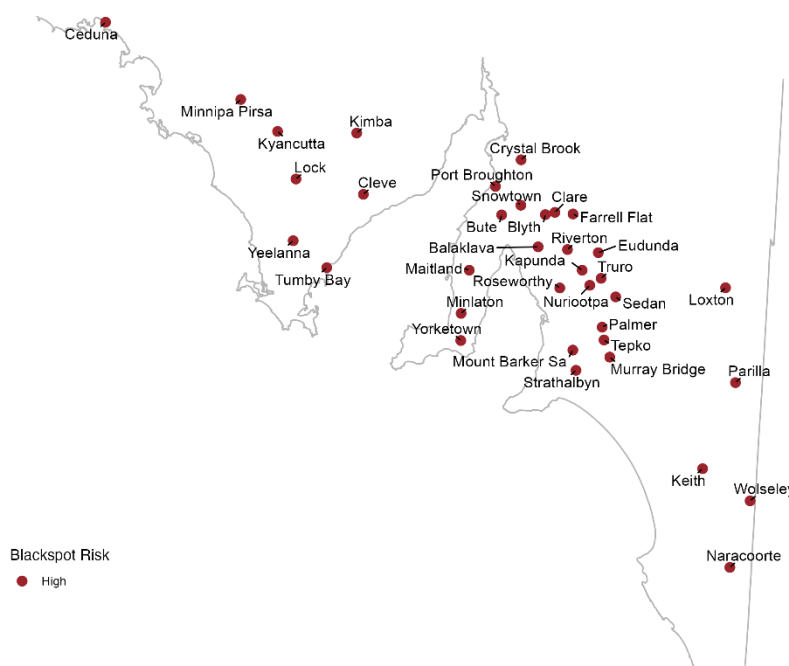 Ceduna
Minnipa Pirsa
Kyancutta
Kimba
Lock
Cleve
Yeelanna
Tumby Bay
Crystal Brook
Port Broughton
Snowtown
Clare
Bute
Blyth
Farrell Flat
Balaklava
Riverton
Eudunda
Maitland
Kapunda
Truro
Roseworthy
Nuriootpa
Sedan
Loxton
Minlaton
Yorketown
Palmer
Tepko
Mount Barker Sa
Murray Bridge
Strathalbyn
Parilla
Keith
Wolseley
Naracoorte
Blackspot Risk
High